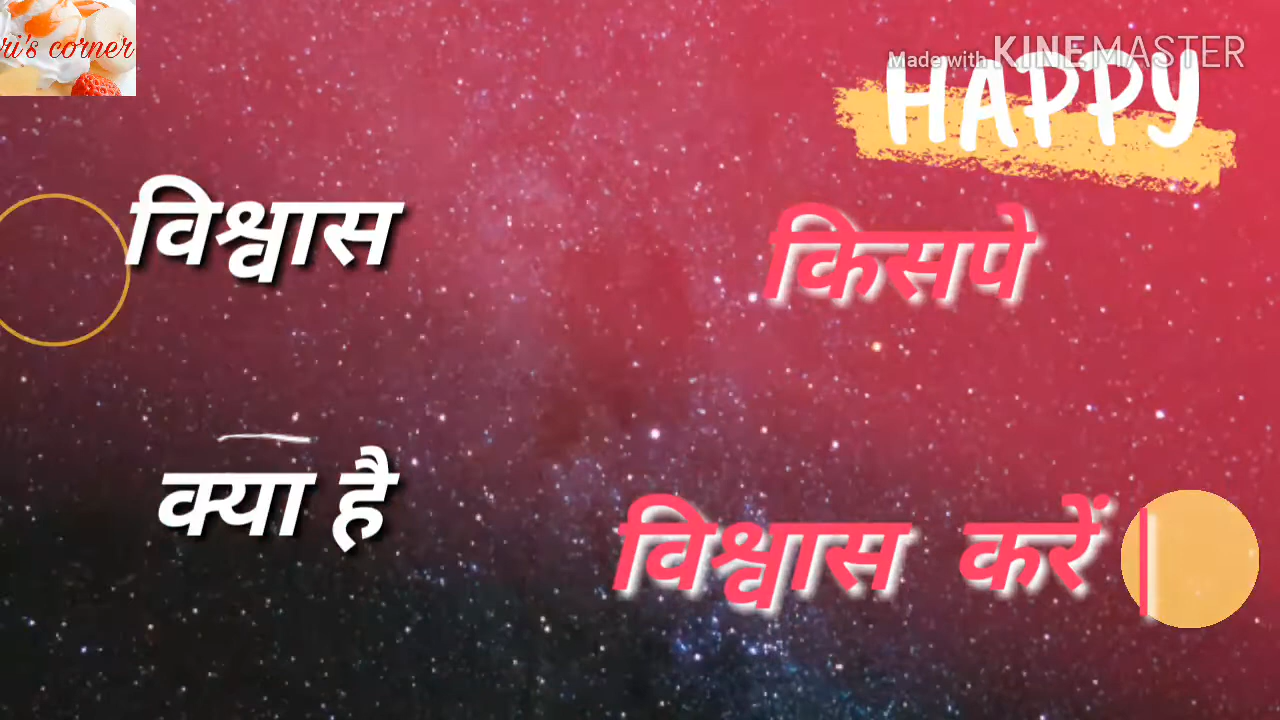 ri's corner
Made with KINEMASTER
HAPPY
विश्वास
क्या है
किसपे
विश्वास करें |